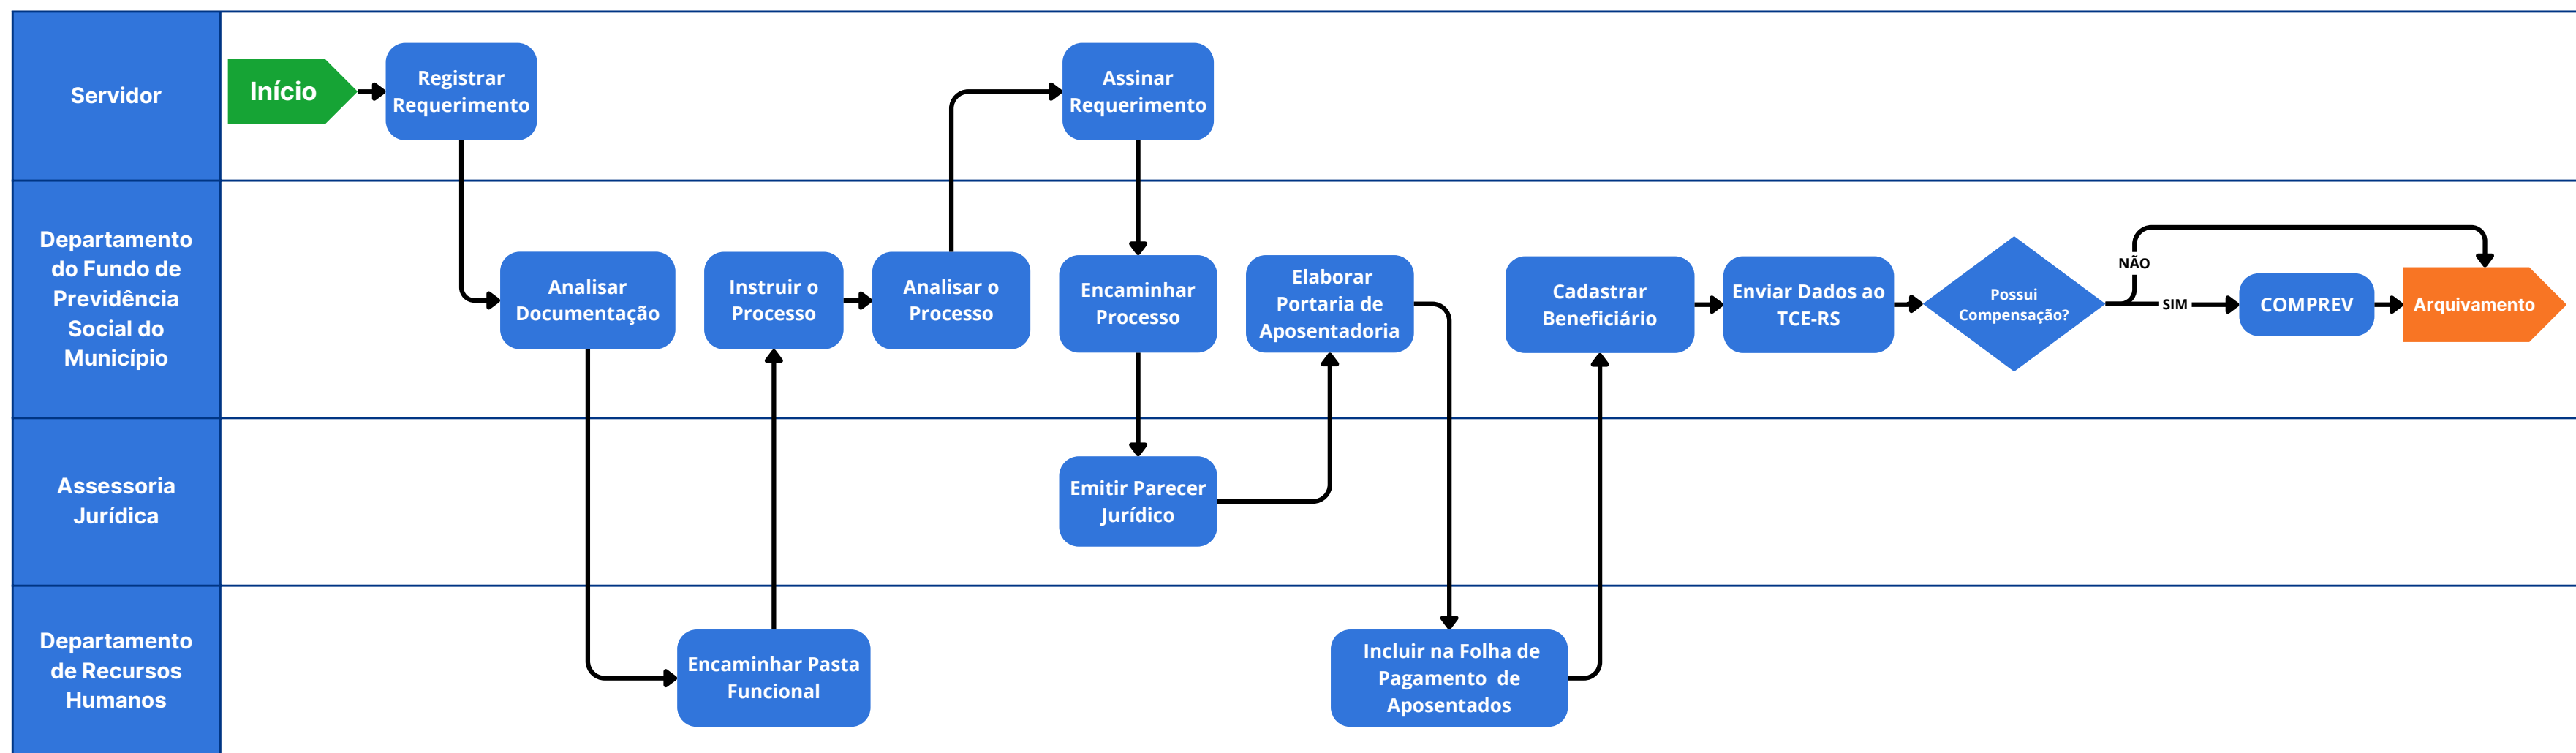 Servidor
Início
Registrar
Requerimento
Assinar
Requerimento
Departamento
do Fundo de
Previdência
Social do
Município
Analisar
Documentação
Instruir o
Processo
Analisar o
Processo
Encaminhar
Processo
Elaborar
Portaria de
Aposentadoria
Cadastrar
Beneficiário
Enviar Dados ao
TCE-RS
Possui
Compensação?
NÃO
SIM
COMPREV
Arquivamento
Assessoria
Jurídica
Emitir Parecer
Jurídico
Departamento
de Recursos
Humanos
Encaminhar Pasta
Funcional
Incluir na Folha de
Pagamento de
Aposentados